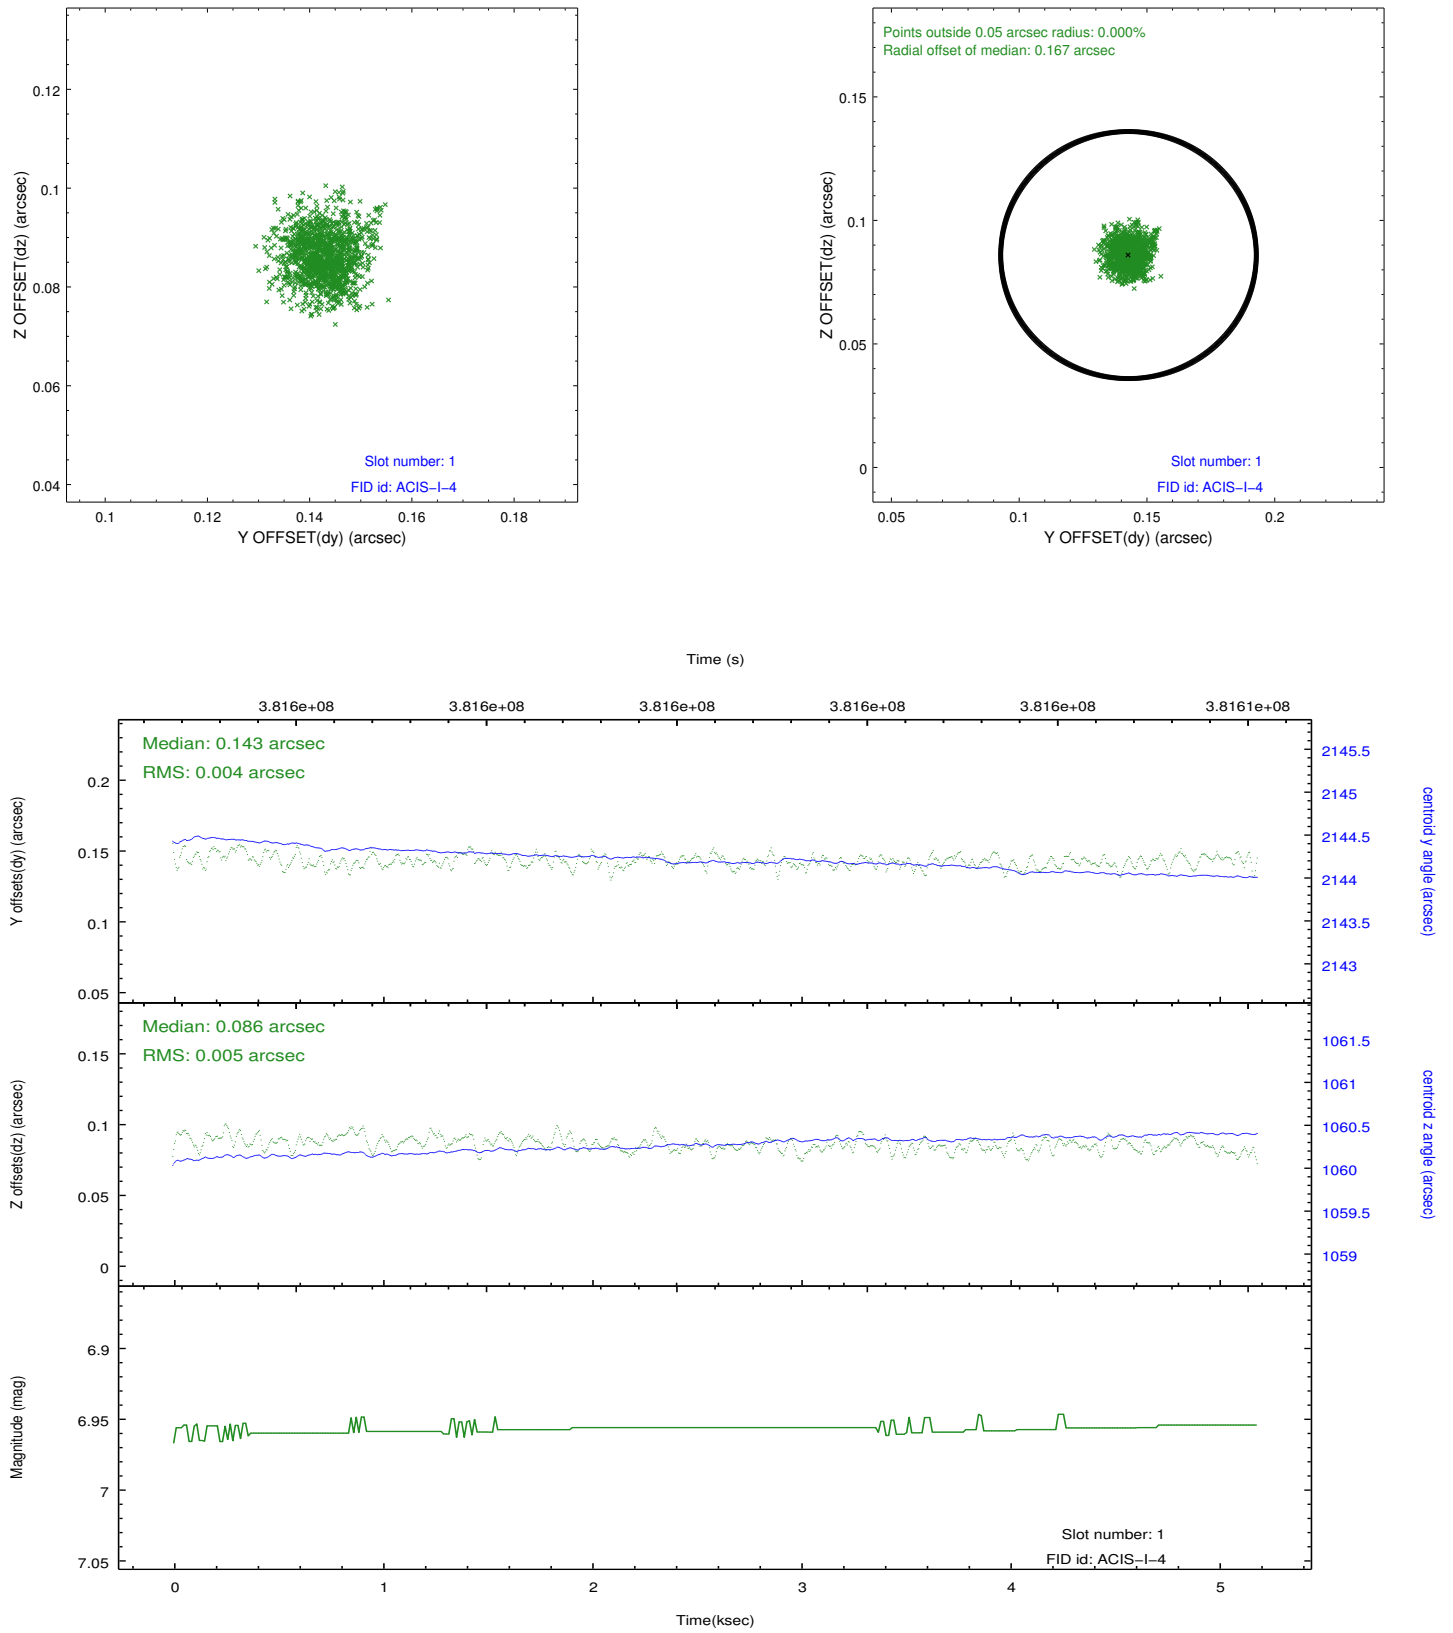 0.12
0.1
0.08
0.06
0.04
Z OFFSET(dz) (arcsec)
Slot number: 1
FID id: ACIS−I−4
0.1 0.12 0.14 0.16 0.18
Y OFFSET(dy) (arcsec)
Points outside 0.05 arcsec radius: 0.000%
Radial offset of median: 0.167 arcsec
0.15
0.1
0.05
0
Z OFFSET(dz) (arcsec)
Slot number: 1
FID id: ACIS−I−4
0.05 0.1 0.15 0.2
Y OFFSET(dy) (arcsec)
Time (s)
3.816e+08 3.816e+08 3.816e+08 3.816e+08 3.816e+08 3.8161e+08
Median: 0.143 arcsec
RMS: 0.004 arcsec
0.2
0.15
0.1
0.05
Y offsets(dy) (arcsec)
2145.5
2145
2144.5
2144
2143.5
2143
centroid y angle (arcsec)
Median: 0.086 arcsec
RMS: 0.005 arcsec
0.15
0.1
0.05
0
Z offsets(dz) (arcsec)
1061.5
1061
1060.5
1060
1059.5
1059
centroid z angle (arcsec)
6.9
6.95
7
7.05
Magnitude (mag)
Slot number: 1
FID id: ACIS−I−4
0 1 2 3 4 5
Time(ksec)